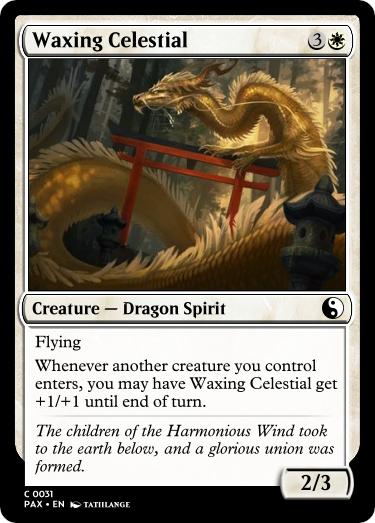 Waxing Celestial 3
Creature — Dragon Spirit
Flying
Whenever another creature you control
enters, you may have Waxing Celestial get
+1/+1 until end of turn.
The children of the Harmonious Wind took
to the earth below, and a glorious union was
formed.
2/3
C 0031
PAX • EN TATIILANGE